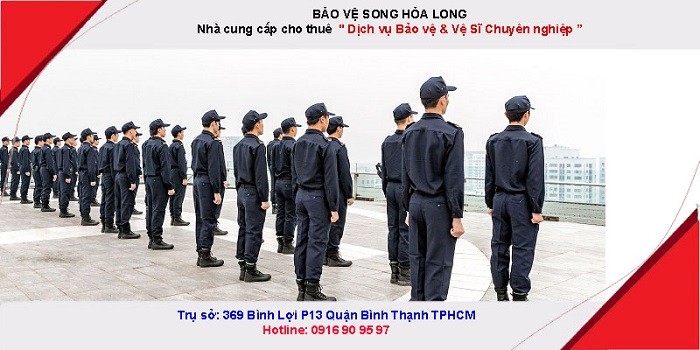 BẢO VỆ SONG HỎA LONG
Nhà cung cấp cho thuê " Dịch vụ Bảo vệ & Vệ Sĩ Chuyên nghiệp "
Trụ sở: 369 Bình Lợi P13 Quận Bình Thạnh TPHCM
Hotline: 0916 90 95 97